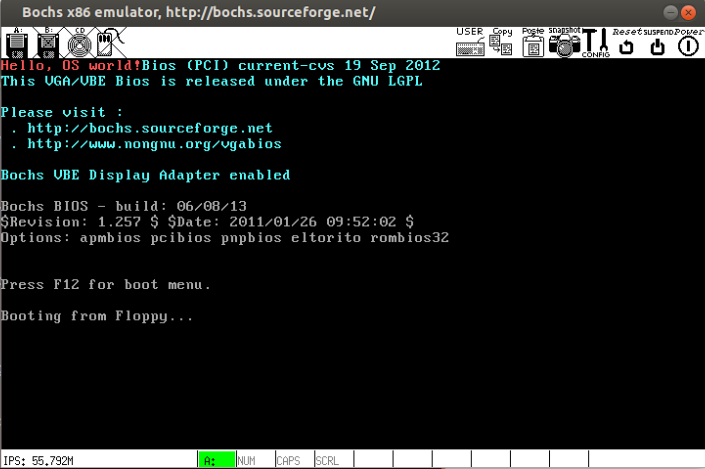 Bochs x86 emulator, http://bochs.sourceforge.net/
A: B: CD USER Copy Paste snapshot CONFIG Reset SUSPEND Power
Hello, OS world!Bios (PCI) current-cvs 19 Sep 2012
This VGA/VBE Bios is released under the GNU LGPL
Please visit :
. http://bochs.sourceforge.net
. http://www.nongnu.org/vgabios
Bochs VBE Display Adapter enabled
Bochs BIOS - build: 06/08/13
$Revision: 1.257 $ $Date: 2011/01/26 09:52:02 $
Options: apmbios pcibios pnpbios eltorito rombios32
Press F12 for boot menu.
Booting from Floppy...
IPS: 55.792M A: NUM CAPS SCRL